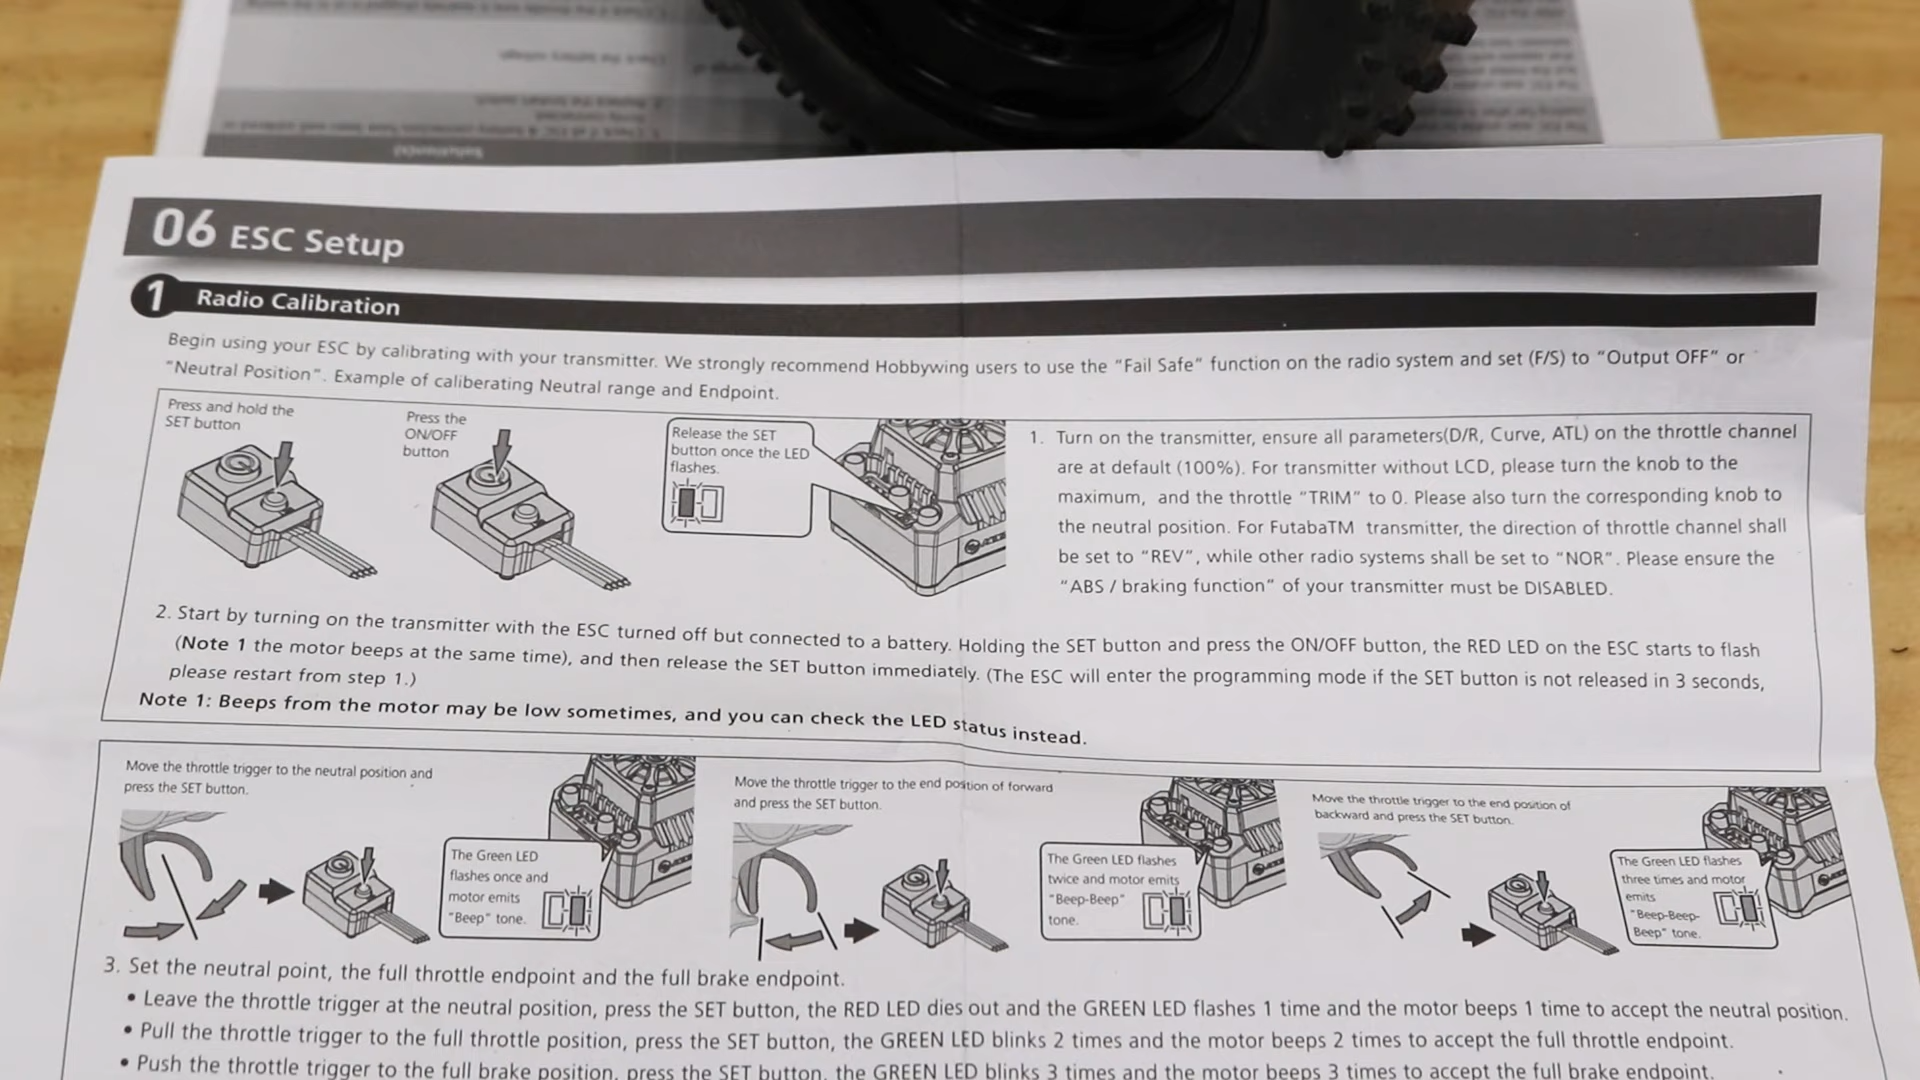 06 ESC Setup
1 Radio Calibration
Begin using your ESC by calibrating with your transmitter. We strongly recommend Hobbywing users to use the "Fail Safe" function on the radio system and set (F/S) to "Output OFF" or
"Neutral Position". Example of caliberating Neutral range and Endpoint.
Press and hold the
SET button
Press the
ON/OFF
button
Release the SET
button once the LED
flashes.
1. Turn on the transmitter, ensure all parameters(D/R, Curve, ATL) on the throttle channel
are at default (100%). For transmitter without LCD, please turn the knob to the
maximum, and the throttle "TRIM" to 0. Please also turn the corresponding knob to
the neutral position. For FutabaTM transmitter, the direction of throttle channel shall
be set to "REV", while other radio systems shall be set to "NOR". Please ensure the
"ABS / braking function" of your transmitter must be DISABLED.
2. Start by turning on the transmitter with the ESC turned off but connected to a battery. Holding the SET button and press the ON/OFF button, the RED LED on the ESC starts to flash
(Note 1 the motor beeps at the same time), and then release the SET button immediately. (The ESC will enter the programming mode if the SET button is not released in 3 seconds,
please restart from step 1.)
Note 1: Beeps from the motor may be low sometimes, and you can check the LED status instead.
Move the throttle trigger to the neutral position and
press the SET button.
The Green LED
flashes once and
motor emits
"Beep" tone.
Move the throttle trigger to the end position of forward
and press the SET button.
The Green LED flashes
twice and motor emits
"Beep-Beep"
tone.
Move the throttle trigger to the end position of
backward and press the SET button.
The Green LED flashes
three times and motor
emits
"Beep-Beep-
Beep" tone.
3. Set the neutral point, the full throttle endpoint and the full brake endpoint.
• Leave the throttle trigger at the neutral position, press the SET button, the RED LED dies out and the GREEN LED flashes 1 time and the motor beeps 1 time to accept the neutral position.
• Pull the throttle trigger to the full throttle position, press the SET button, the GREEN LED blinks 2 times and the motor beeps 2 times to accept the full throttle endpoint.
• Push the throttle trigger to the full brake position, press the SET button, the GREEN LED blinks 3 times and the motor beeps 3 times to accept the full brake endpoint.